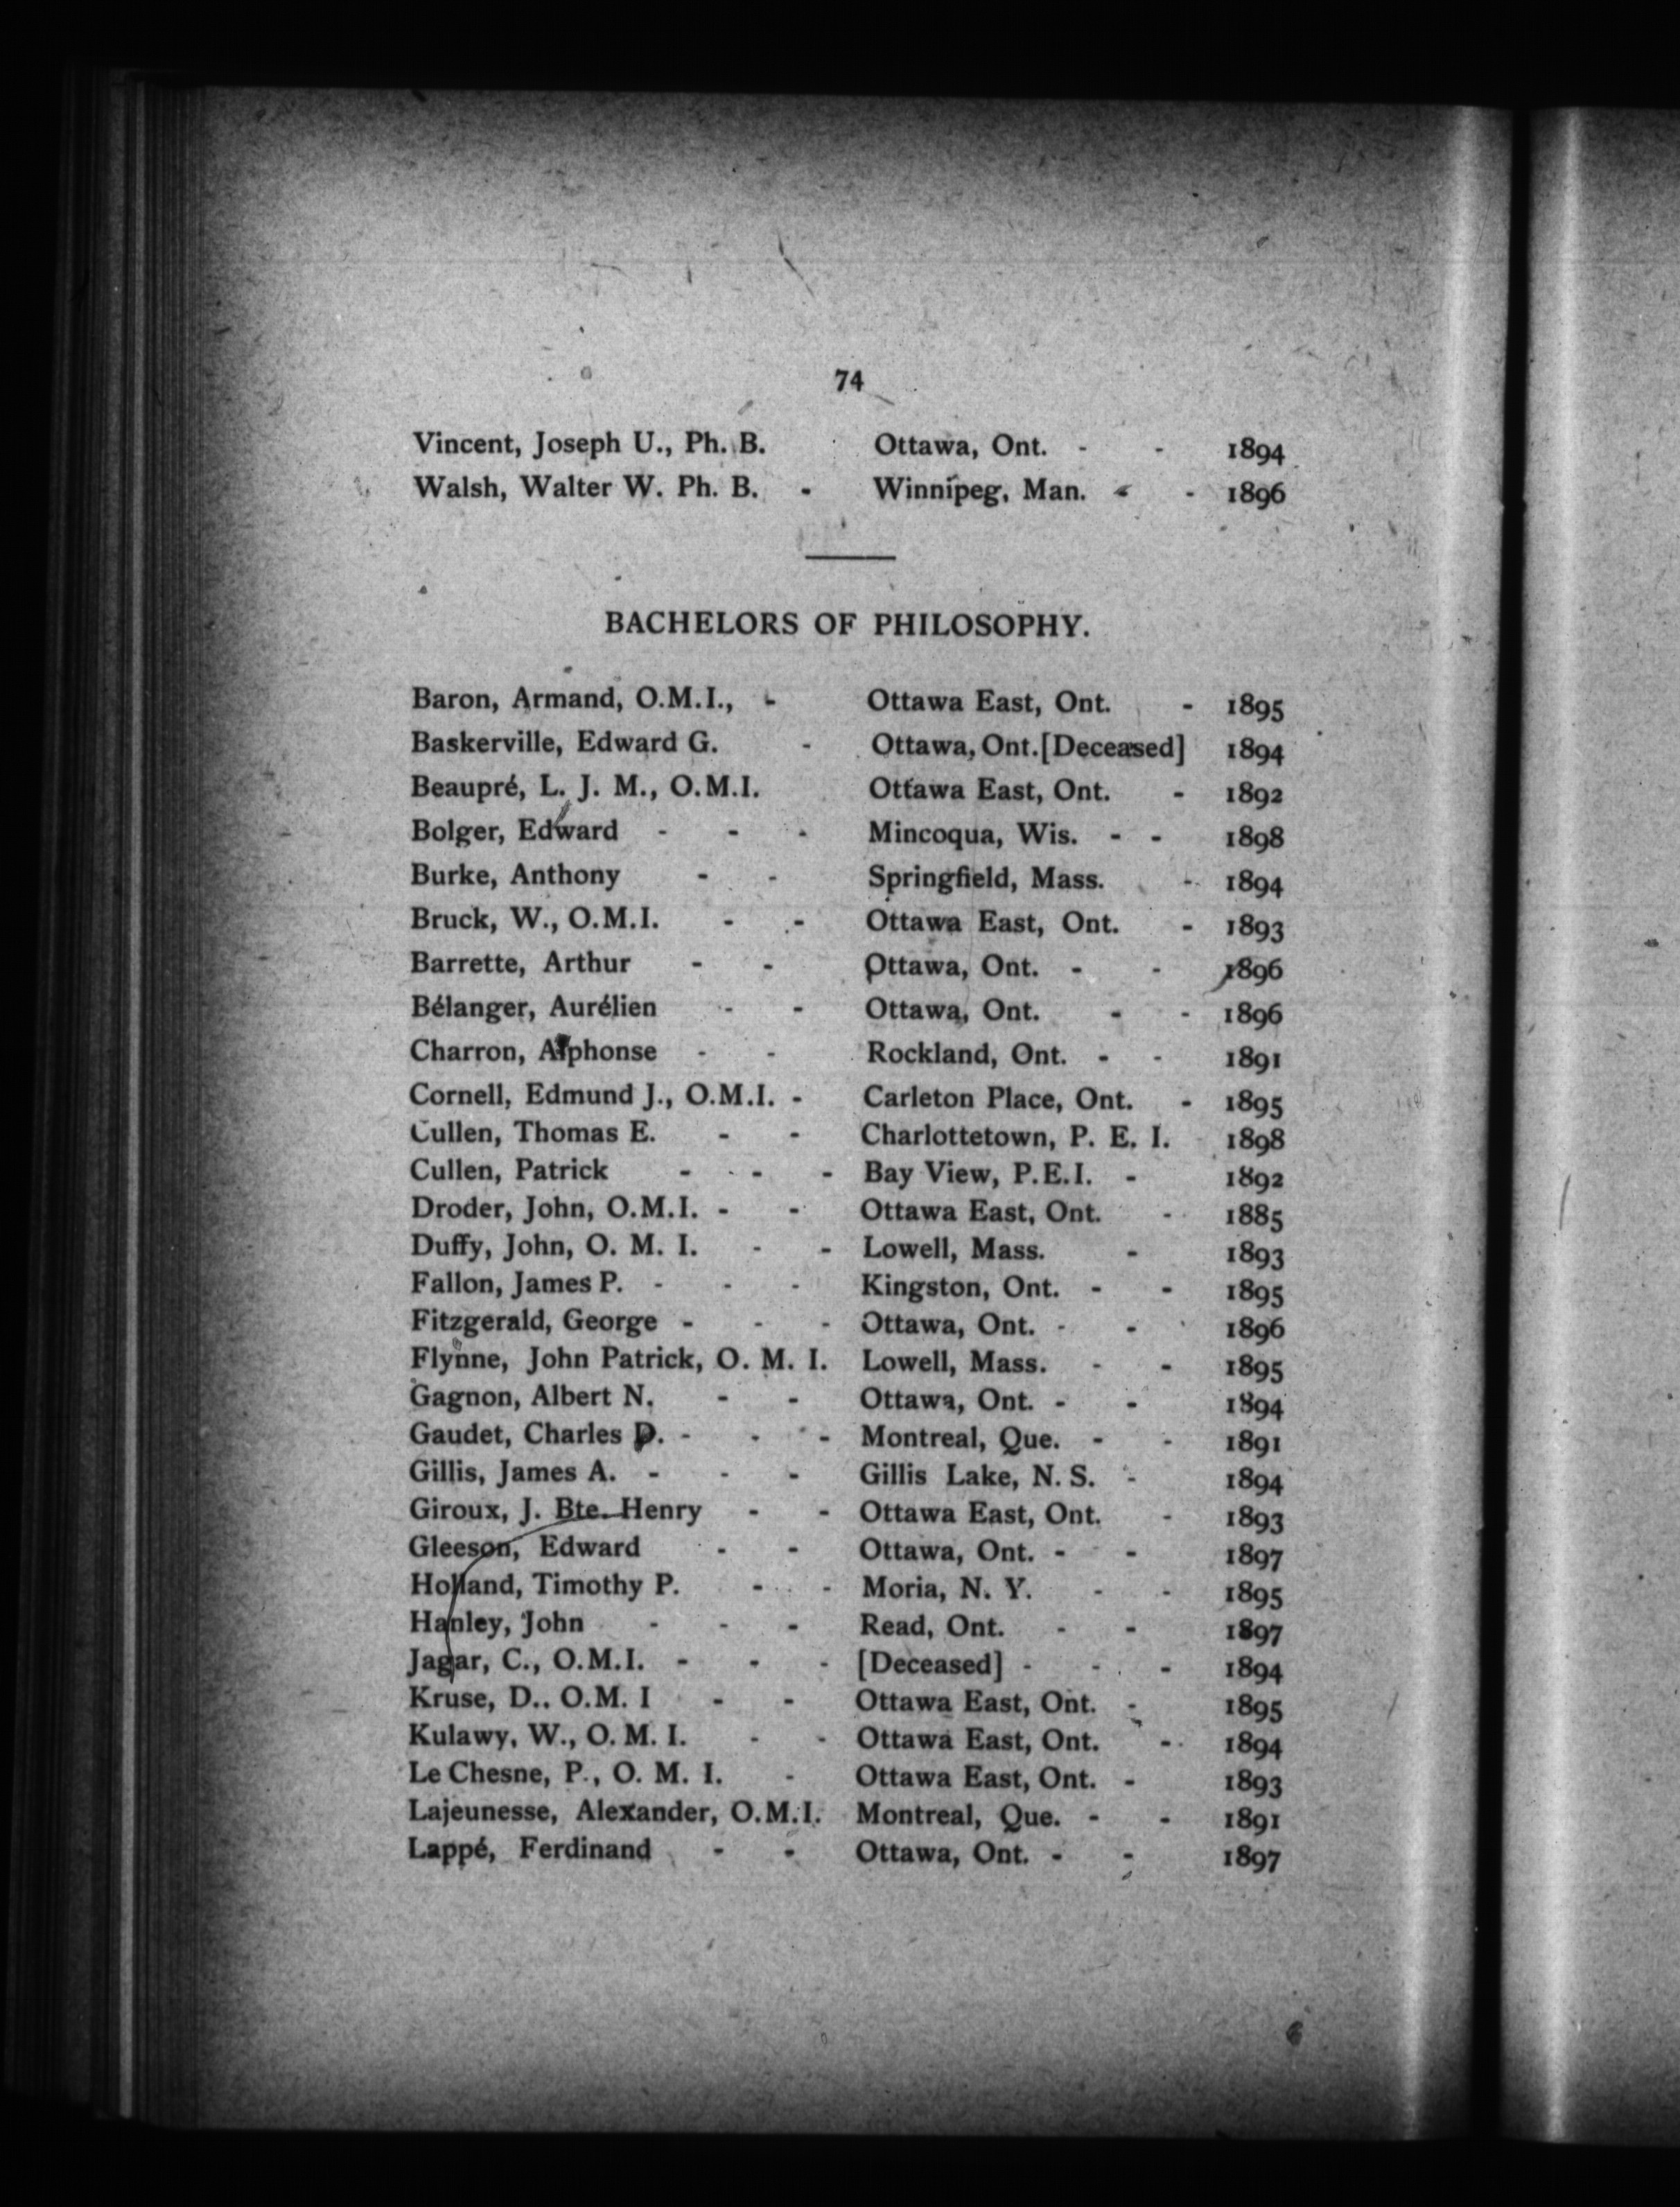 74
Vincent, Joseph U., Ph. B. Ottawa, Ont. - - 1894
Walsh, Walter W. Ph. B. - Winnipeg, Man. - - 1896
BACHELORS OF PHILOSOPHY.
Baron, Armand, O.M.I., - Ottawa East, Ont. - 1895
Baskerville, Edward G. - Ottawa, Ont. [Deceased] 1894
Beaupré, L. J. M., O.M.I. Ottawa East, Ont. - 1892
Bolger, Edward - - - Mincoqua, Wis. - - 1898
Burke, Anthony - - Springfield, Mass. - 1894
Bruck, W., O.M.I. - - Ottawa East, Ont. - 1893
Barrette, Arthur - - Ottawa, Ont. - - 1896
Bélanger, Aurélien - - Ottawa, Ont. - - 1896
Charron, Alphonse - - Rockland, Ont. - - 1891
Cornell, Edmund J., O.M.I. - Carleton Place, Ont. - 1895
Cullen, Thomas E. - - Charlottetown, P. E. I. 1898
Cullen, Patrick - - - Bay View, P.E.I. - 1892
Droder, John, O.M.I. - - Ottawa East, Ont. - 1885
Duffy, John, O. M. I. - - Lowell, Mass. - 1893
Fallon, James P. - - - Kingston, Ont. - - 1895
Fitzgerald, George - - - Ottawa, Ont. - - 1896
Flynne, John Patrick, O. M. I. Lowell, Mass. - - 1895
Gagnon, Albert N. - - Ottawa, Ont. - - 1894
Gaudet, Charles D. - - - Montreal, Que. - - 1891
Gillis, James A. - - - Gillis Lake, N. S. - 1894
Giroux, J. Bte. Henry - - Ottawa East, Ont. - 1893
Gleeson, Edward - - Ottawa, Ont. - - 1897
Holland, Timothy P. - - Moria, N. Y. - - 1895
Hanley, John - - - Read, Ont. - - 1897
Jagar, C., O.M.I. - - - [Deceased] - - - 1894
Kruse, D.. O.M. I - - Ottawa East, Ont. - 1895
Kulawy, W., O. M. I. - - Ottawa East, Ont. - 1894
Le Chesne, P., O. M. I. - Ottawa East, Ont. - 1893
Lajeunesse, Alexander, O.M.I. Montreal, Que. - - 1891
Lappé, Ferdinand - - Ottawa, Ont. - - 1897